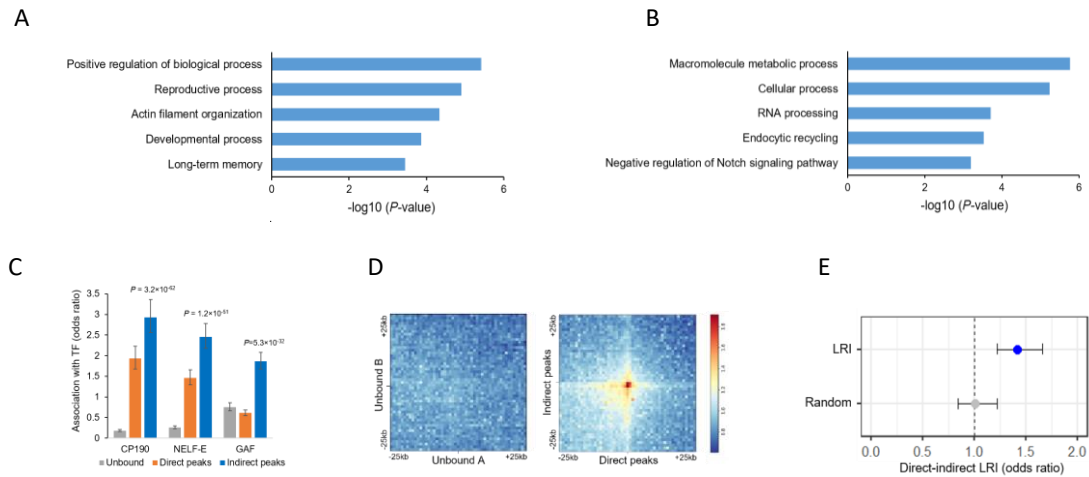 A
Positive regulation of biological process
Reproductive process
Actin filament organization
Developmental process
Long-term memory
0 2 4 6
-log10 (P-value)
B
Macromolecule metabolic process
Cellular process
RNA processing
Endocytic recycling
Negative regulation of Notch signaling pathway
0 2 4 6
-log10 (P-value)
C
Association with TF (odds ratio)
3.5
3
2.5
2
1.5
1
0.5
0
P = 3.2×10⁻⁶²
P = 1.2×10⁻⁶¹
P=5.3×10⁻³²
CP190 NELF-E GAF
Unbound Direct peaks Indirect peaks
D
+25kb
Unbound B
-25kb
-25kb Unbound A +25kb
+25kb
Indirect peaks
-25kb
-25kb Direct peaks +25kb
E
LRI
Random
0.0 0.5 1.0 1.5 2.0
Direct-indirect LRI (odds ratio)